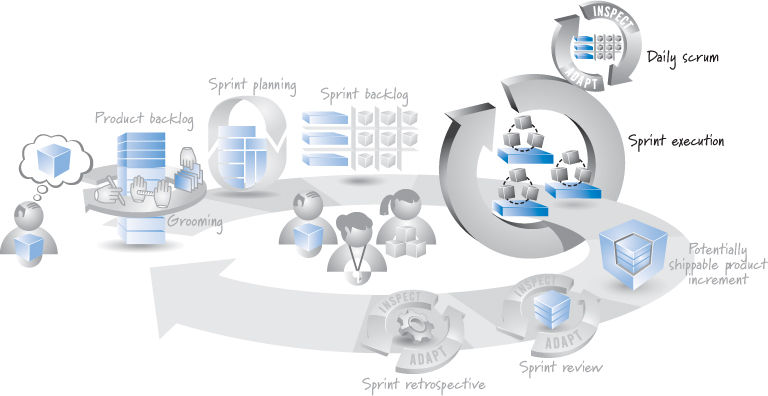 INSPECT
ADAPT
Daily scrum
Sprint planning
Sprint backlog
Product backlog
Sprint execution
Grooming
Potentially
shippable product
increment
INSPECT
ADAPT
Sprint review
INSPECT
ADAPT
Sprint retrospective